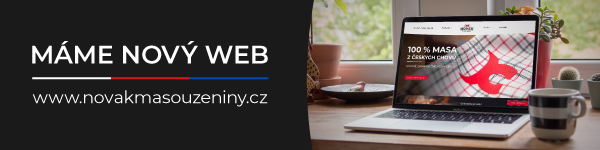 MÁME NOVÝ WEB
www.novakmasouzeniny.cz
100 % MASA
Z ČESKÝCH CHOVŮ